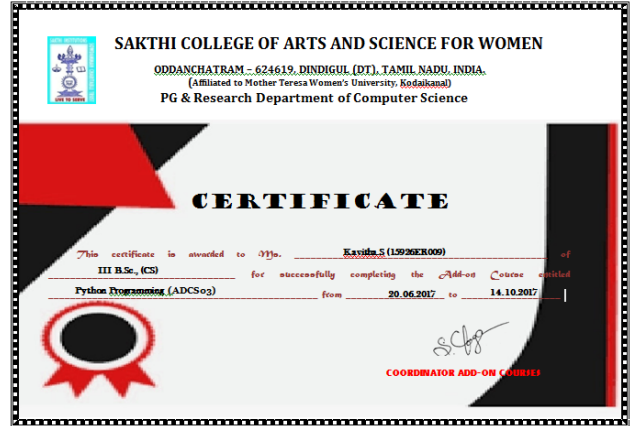 SAKTHI COLLEGE OF ARTS AND SCIENCE FOR WOMEN
ODDANCHATRAM – 624619, DINDIGUL (DT), TAMIL NADU, INDIA.
(Affiliated to Mother Teresa Women's University, Kodaikanal)
PG & Research Department of Computer Science
LIVE TO SERVE
CERTIFICATE
This certificate is awarded to Ms. Kavitha S (15926ER009) of
III B.Sc., (CS) for successfully completing the Add-on Course entitled
Python Programming (ADCS03) from 20.06.2017 to 14.10.2017
COORDINATOR ADD-ON COURSES